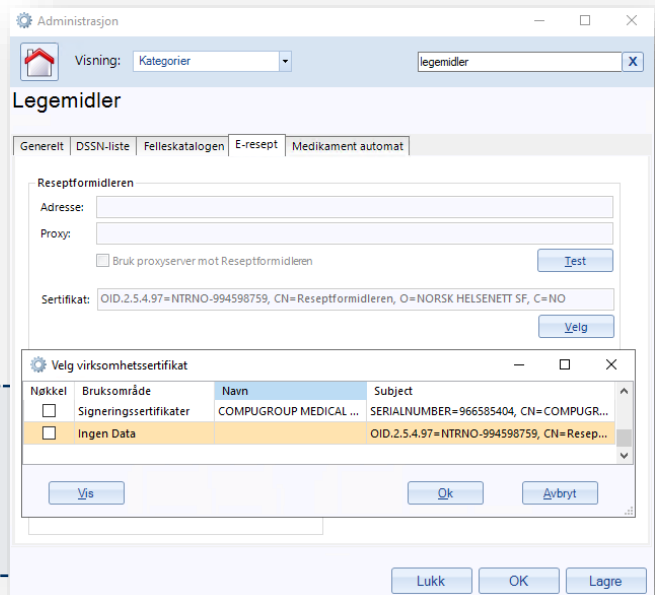 Administrasjon
Visning: Kategorier legemidler X
Legemidler
Generelt DSSN-liste Felleskatalogen E-resept Medikament automat
Reseptformidleren
Adresse:
Proxy:
Bruk proxyserver mot Reseptformidleren Test
Sertifikat: OID.2.5.4.97=NTRNO-994598759, CN=Reseptformidleren, O=NORSK HELSENETT SF, C=NO
Velg
Velg virksomhetssertifikat
Nøkkel Bruksområde Navn Subject
Signeringssertifikater COMPUGROUP MEDICAL ... SERIALNUMBER=966585404, CN=COMPUGR...
Ingen Data OID.2.5.4.97=NTRNO-994598759, CN=Resep...
Vis Ok Avbryt
Lukk OK Lagre